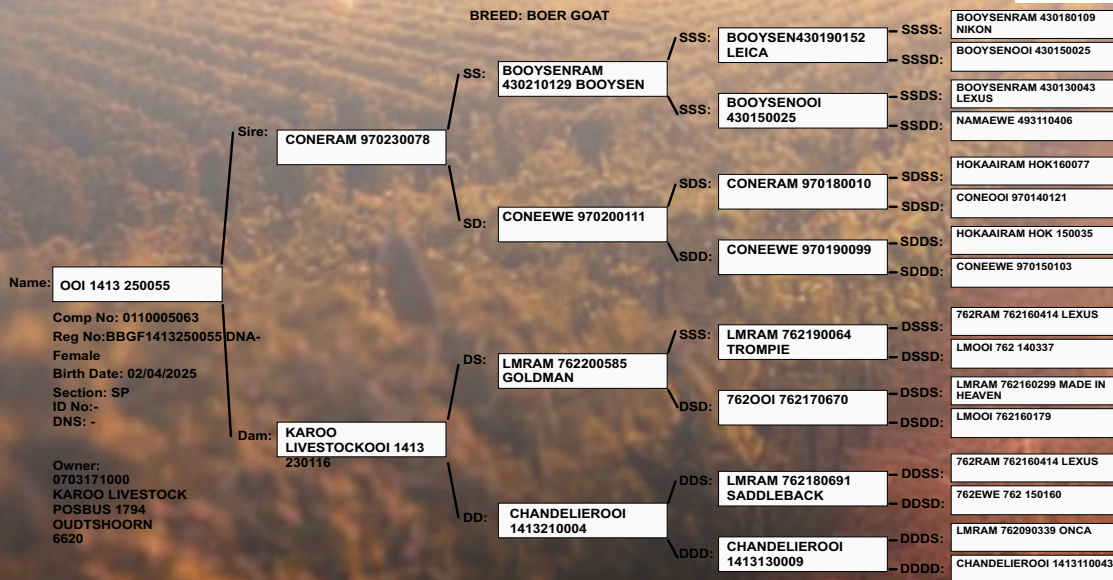 BREED: BOER GOAT
Name:
OOI 1413 250055
Comp No: 0110005063
Reg No:BBGF1413250055 DNA-
Female
Birth Date: 02/04/2025
Section: SP
ID No:-
DNS: -
Owner:
0703171000
KAROO LIVESTOCK
POSBUS 1794
OUDTSHOORN
6620
Sire:
CONERAM 970230078
Dam:
KAROO
LIVESTOCKOOI 1413
230116
SS:
BOOYSENRAM
430210129 BOOYSEN
SD:
CONEEWE 970200111
DS:
LMRAM 762200585
GOLDMAN
DD:
CHANDELIEROOI
1413210004
SSS:
BOOYSEN430190152
LEICA
SSS:
BOOYSENOOI
430150025
SDS:
CONERAM 970180010
SDD:
CONEEWE 970190099
SSS:
LMRAM 762190064
TROMPIE
DSD:
762OOI 762170670
DDS:
LMRAM 762180691
SADDLEBACK
DDD:
CHANDELIEROOI
1413130009
SSSS:
BOOYSENRAM 430180109
NIKON
SSSD:
BOOYSENOOI 430150025
SSDS:
BOOYSENRAM 430130043
LEXUS
SSDD:
NAMAEWE 493110406
SDSS:
HOKAAIRAM HOK160077
SDSD:
CONEOOI 970140121
SDDS:
HOKAAIRAM HOK 150035
SDDD:
CONEEWE 970150103
DSSS:
762RAM 762160414 LEXUS
DSSD:
LMOOI 762 140337
DSDS:
LMRAM 762160299 MADE IN
HEAVEN
DSDD:
LMOOI 762160179
DDSS:
762RAM 762160414 LEXUS
DDSD:
762EWE 762 150160
DDDS:
LMRAM 762090339 ONCA
DDDD:
CHANDELIEROOI 1413110043